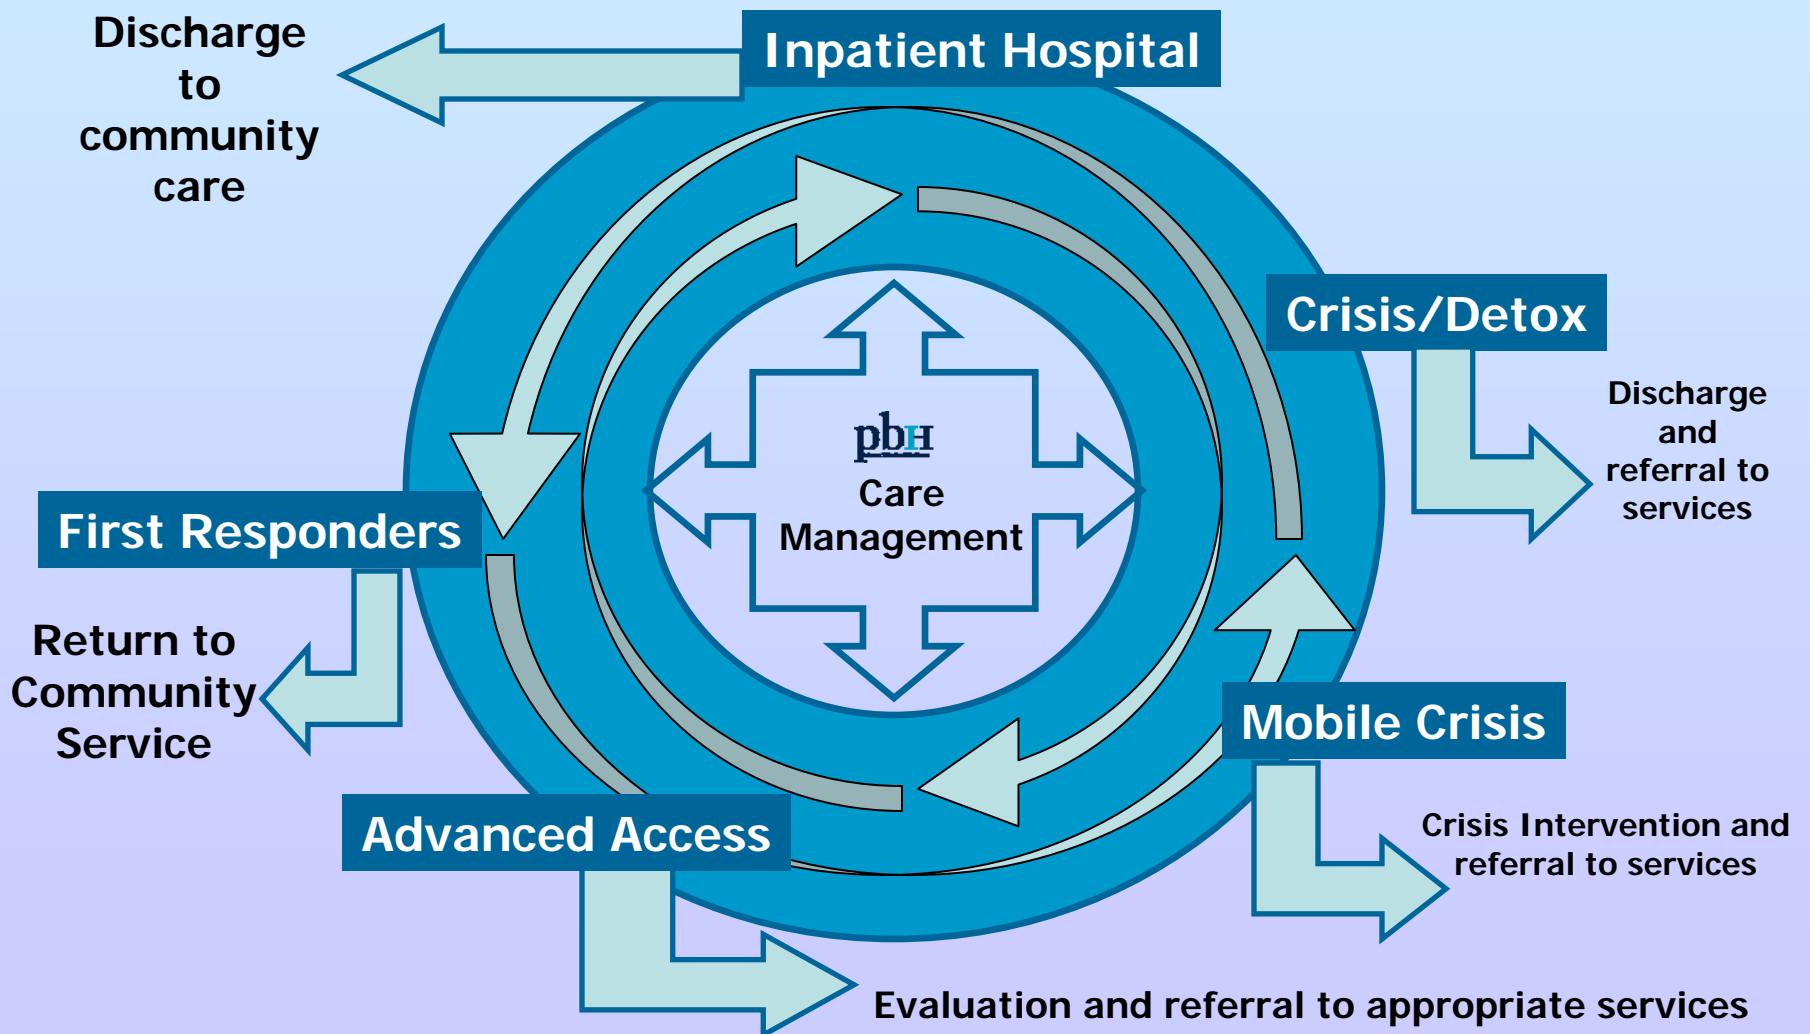 Discharge
to
community
care
Inpatient Hospital
Crisis/Detox
Discharge
and
referral to
services
pbH
Care
Management
First Responders
Return to
Community
Service
Mobile Crisis
Crisis Intervention and
referral to services
Advanced Access
Evaluation and referral to appropriate services